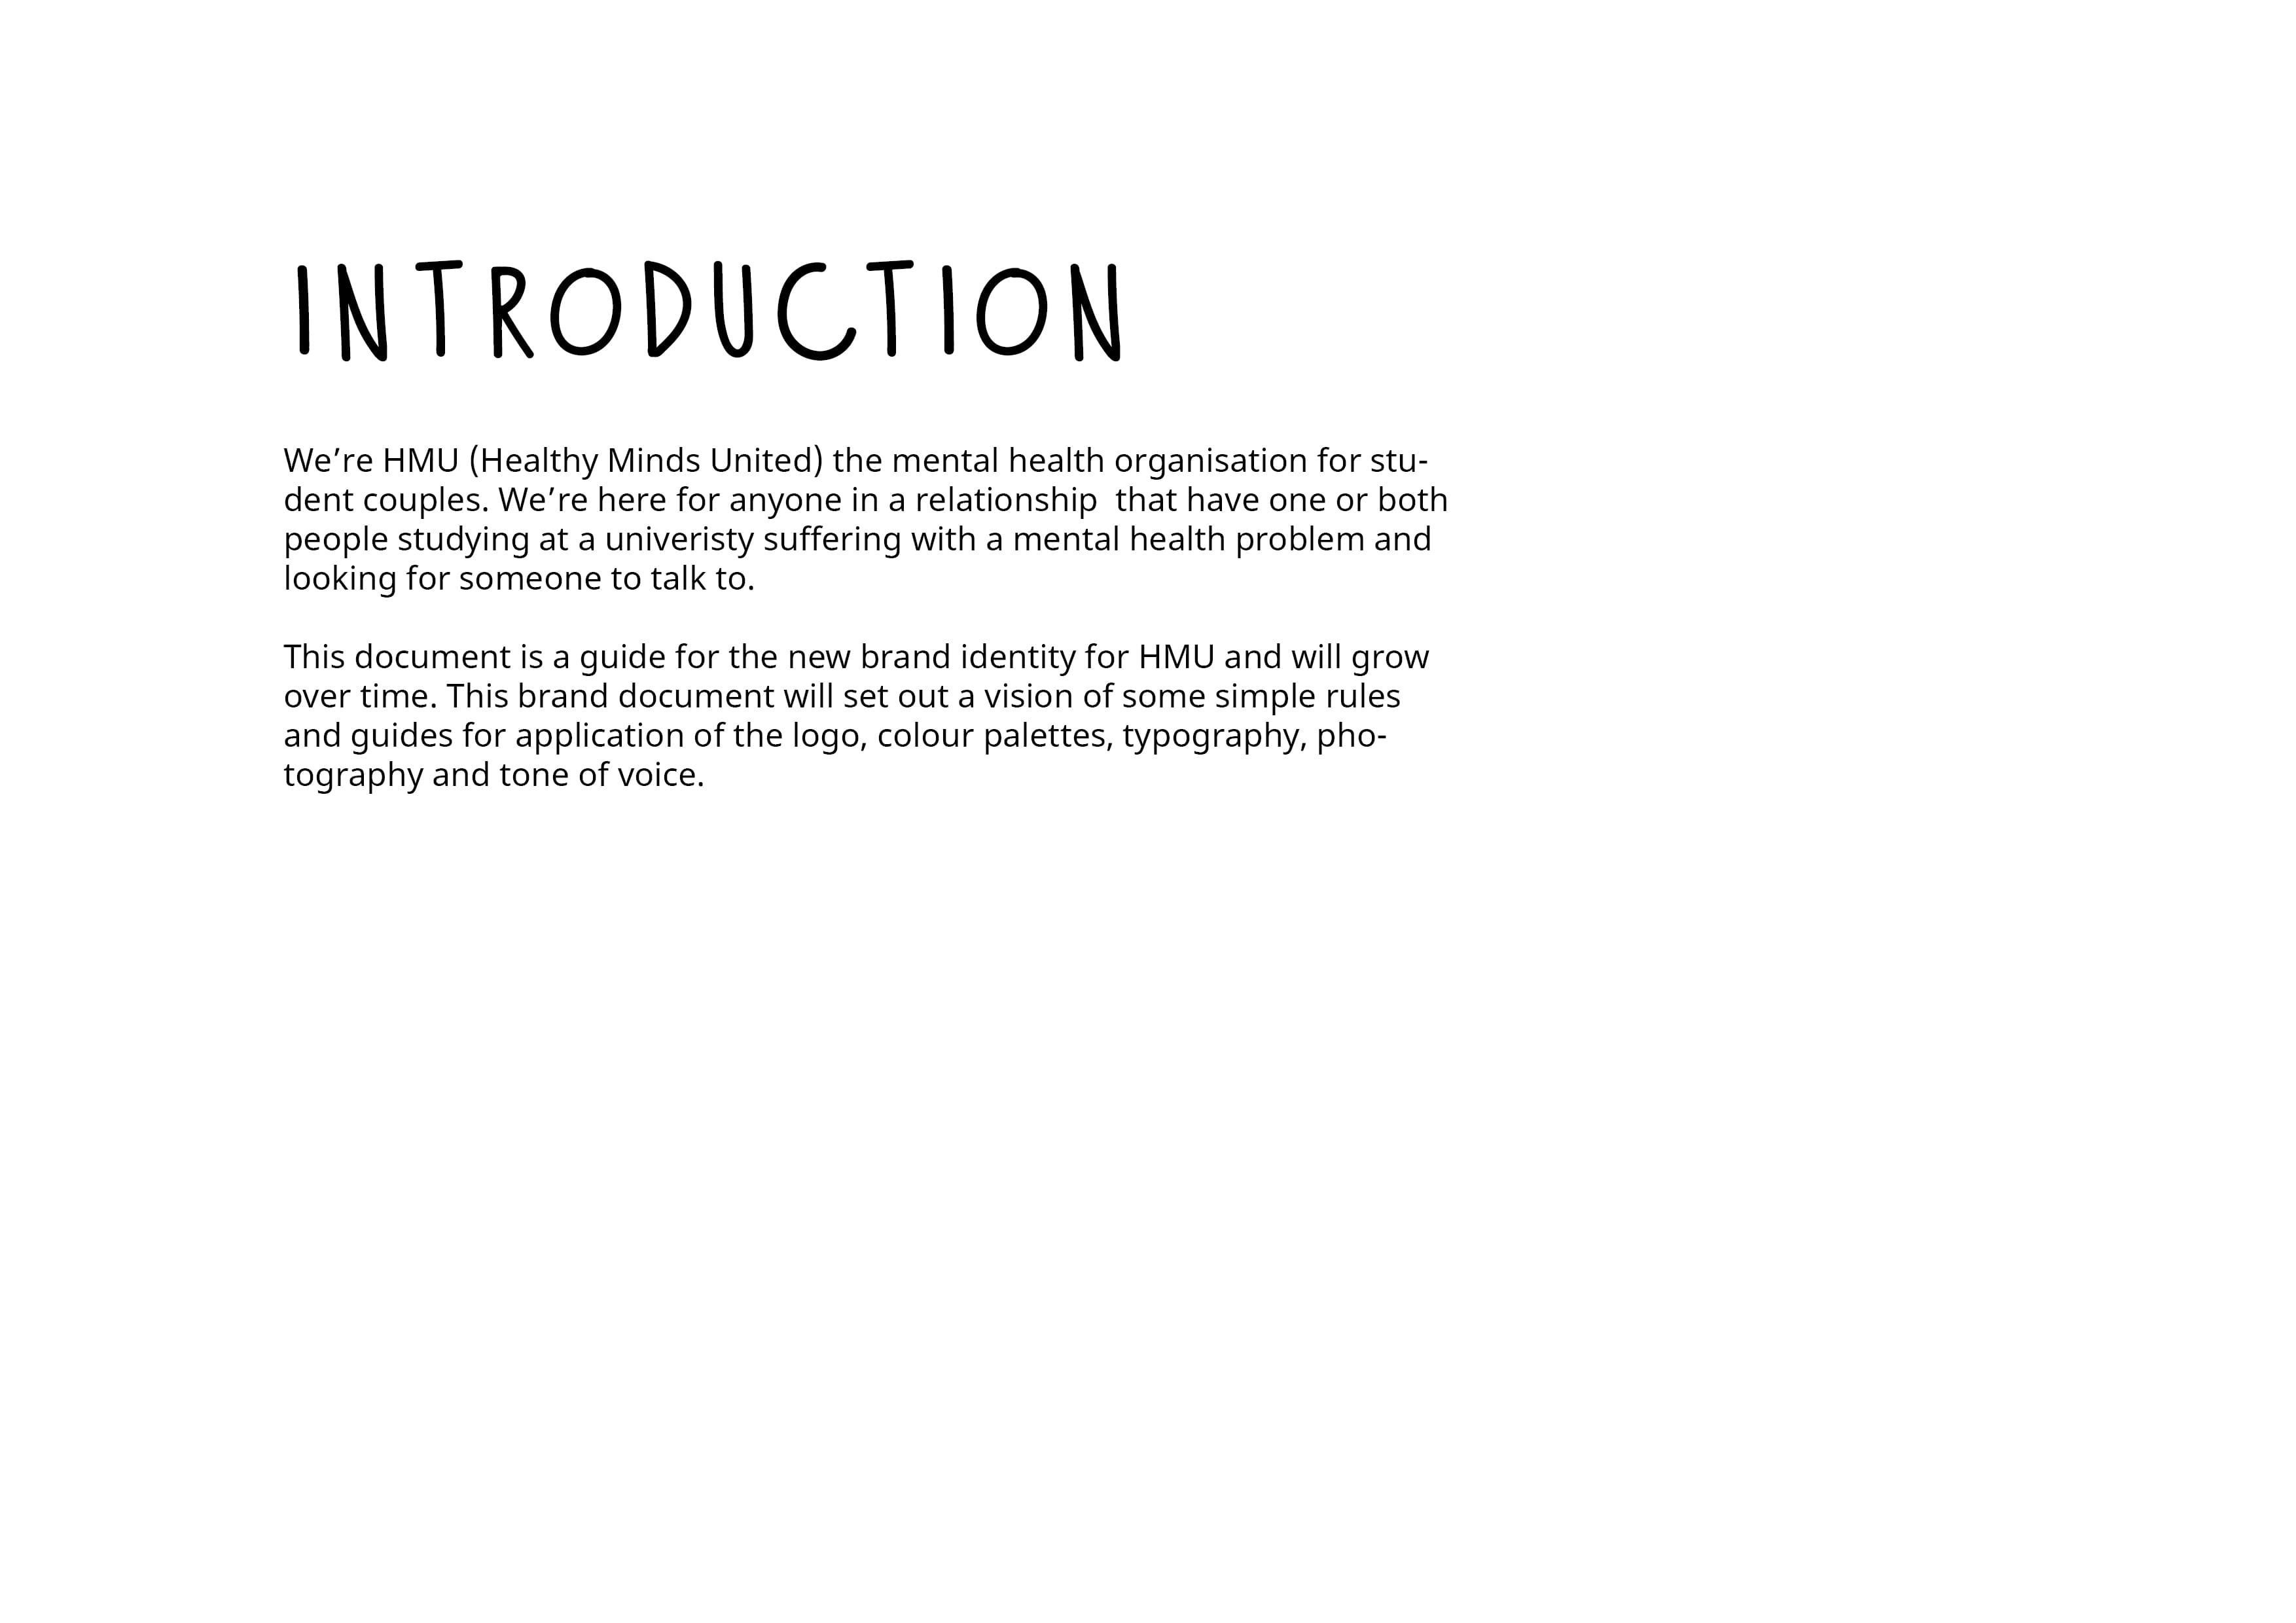 INTRODUCTION
We’re HMU (Healthy Minds United) the mental health organisation for stu-
dent couples. We’re here for anyone in a relationship  that have one or both
people studying at a univeristy suffering with a mental health problem and
looking for someone to talk to.
This document is a guide for the new brand identity for HMU and will grow
over time. This brand document will set out a vision of some simple rules
and guides for application of the logo, colour palettes, typography, pho-
tography and tone of voice.